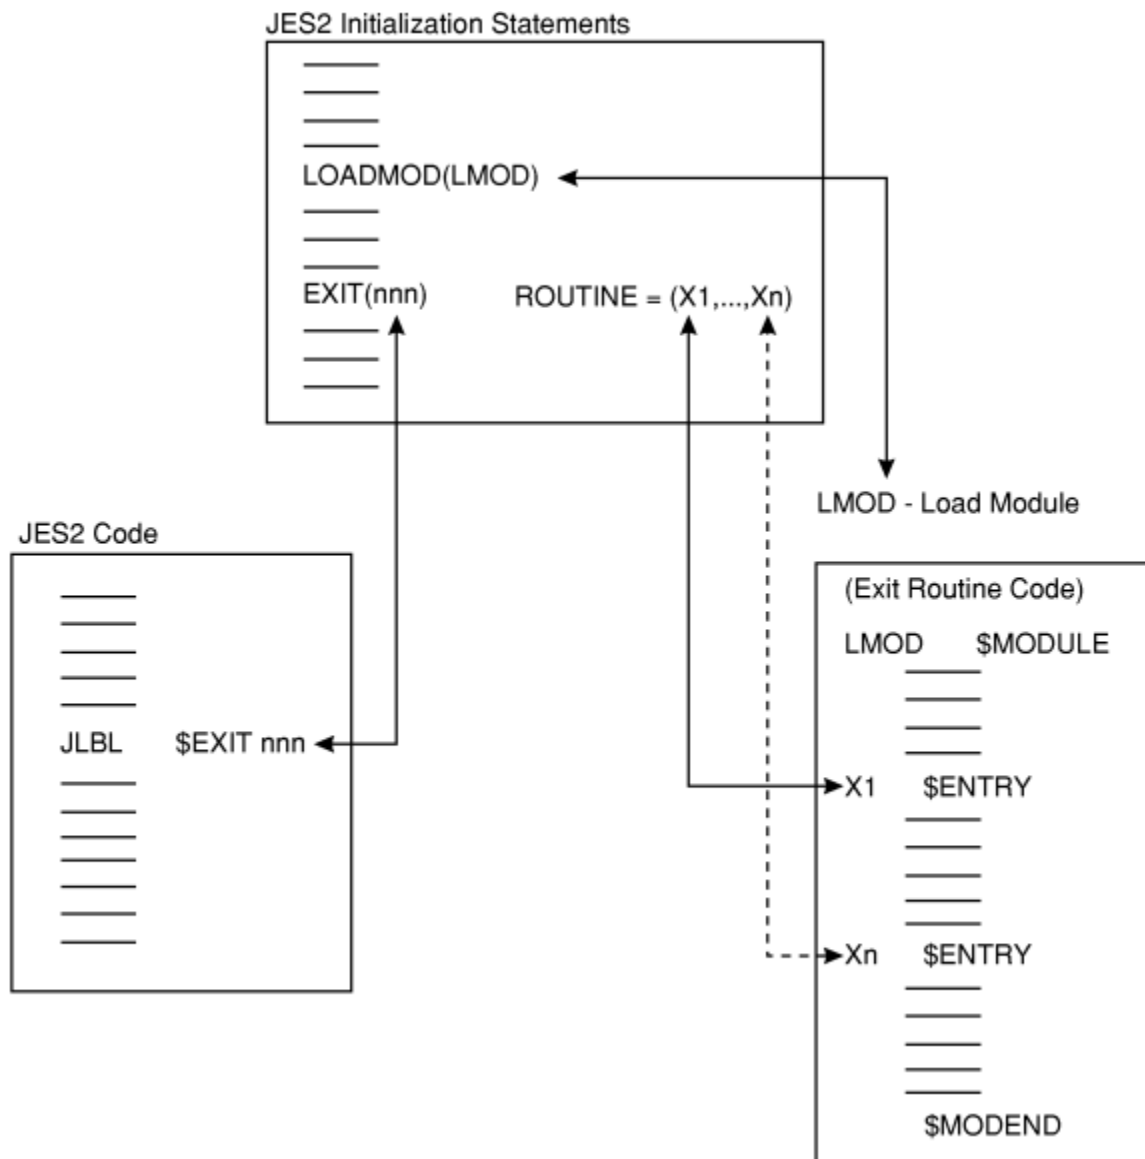 JES2 Initialization Statements
LOADMOD(LMOD)
EXIT(nnn) ROUTINE = (X1,...,Xn)
LMOD - Load Module
JES2 Code
(Exit Routine Code)
LMOD $MODULE
JLBL $EXIT nnn
X1 $ENTRY
Xn $ENTRY
$MODEND